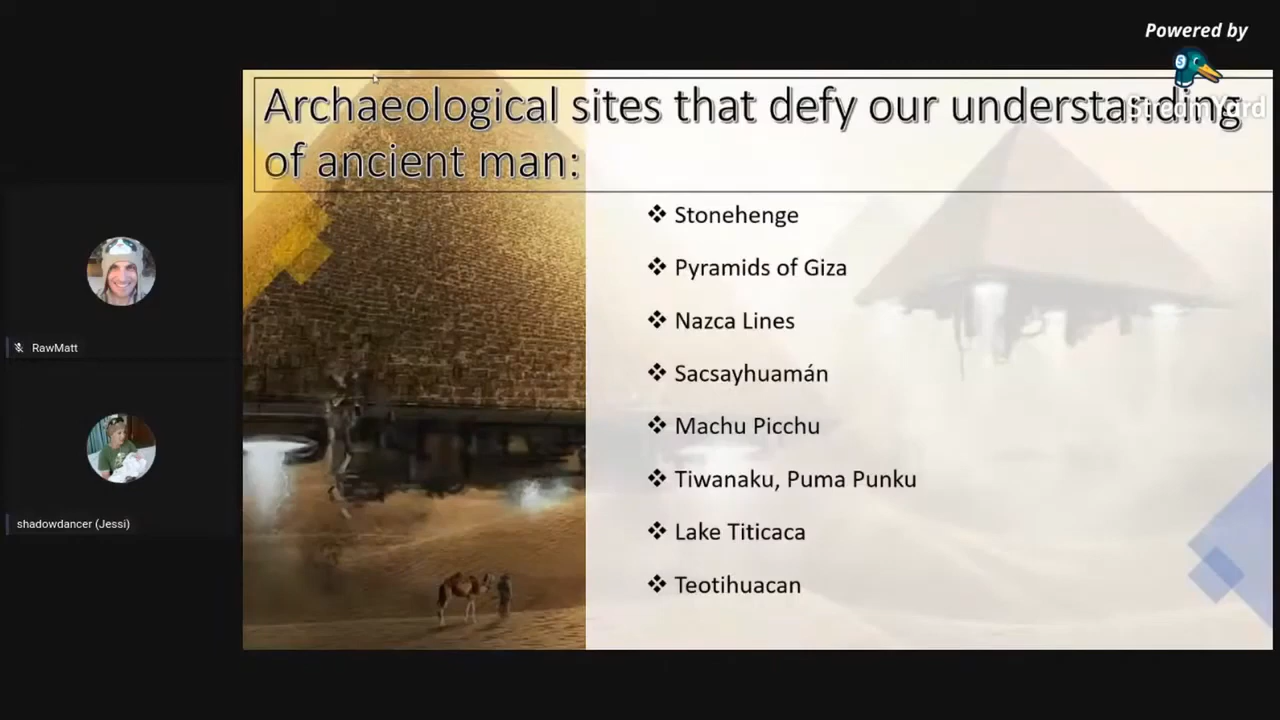 Powered by
StreamYard
Archaeological sites that defy our understanding
of ancient man:
❖ Stonehenge
❖ Pyramids of Giza
❖ Nazca Lines
❖ Sacsayhuamán
❖ Machu Picchu
❖ Tiwanaku, Puma Punku
❖ Lake Titicaca
❖ Teotihuacan
RawMatt
shadowdancer (Jessi)